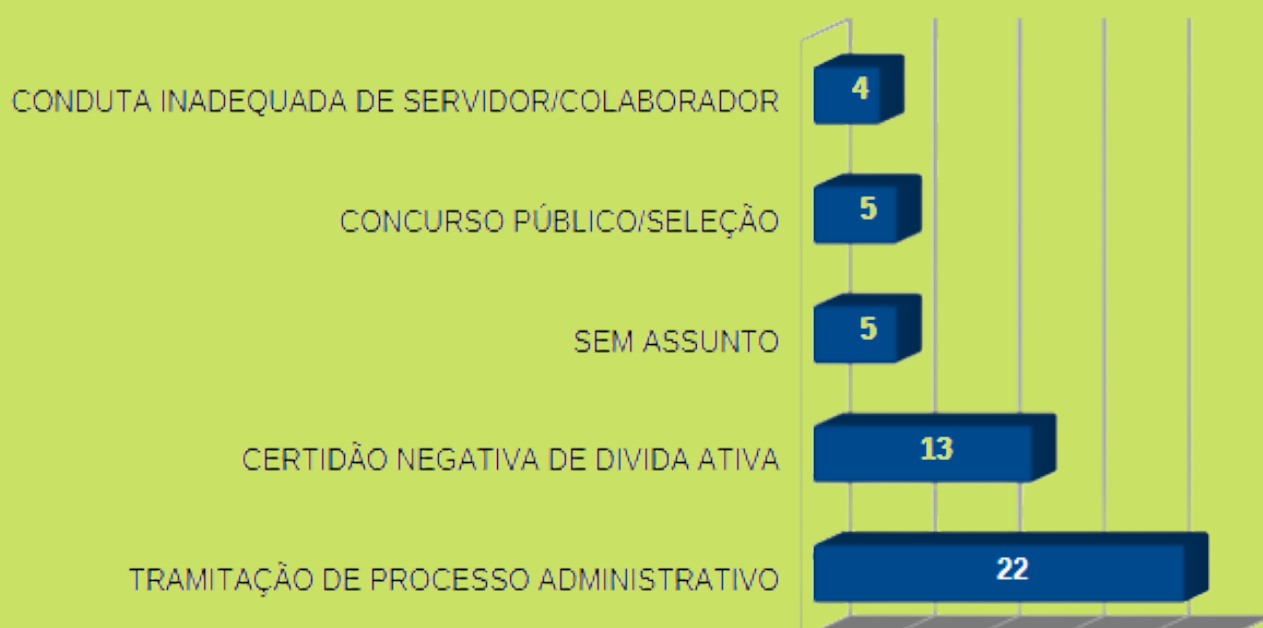 CONDUTA INADEQUADA DE SERVIDOR/COLABORADOR 4
CONCURSO PÚBLICO/SELEÇÃO 5
SEM ASSUNTO 5
CERTIDÃO NEGATIVA DE DIVIDA ATIVA 13
TRAMITAÇÃO DE PROCESSO ADMINISTRATIVO 22